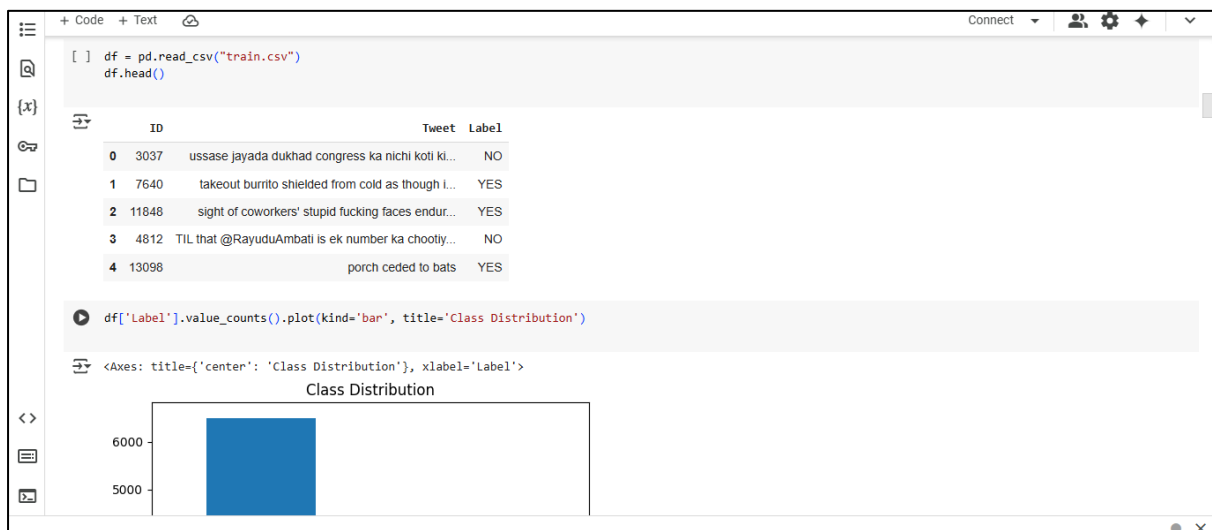 + Code + Text
Connect
[ ] df = pd.read_csv("train.csv")
df.head()
{x}
ID Tweet Label
0 3037 ussase jayada dukhad congress ka nichi koti ki... NO
1 7640 takeout burrito shielded from cold as though i... YES
2 11848 sight of coworkers' stupid fucking faces endur... YES
3 4812 TIL that @RayuduAmbati is ek number ka chootiy... NO
4 13098 porch ceded to bats YES
df['Label'].value_counts().plot(kind='bar', title='Class Distribution')
<Axes: title={'center': 'Class Distribution'}, xlabel='Label'>
Class Distribution
6000
5000